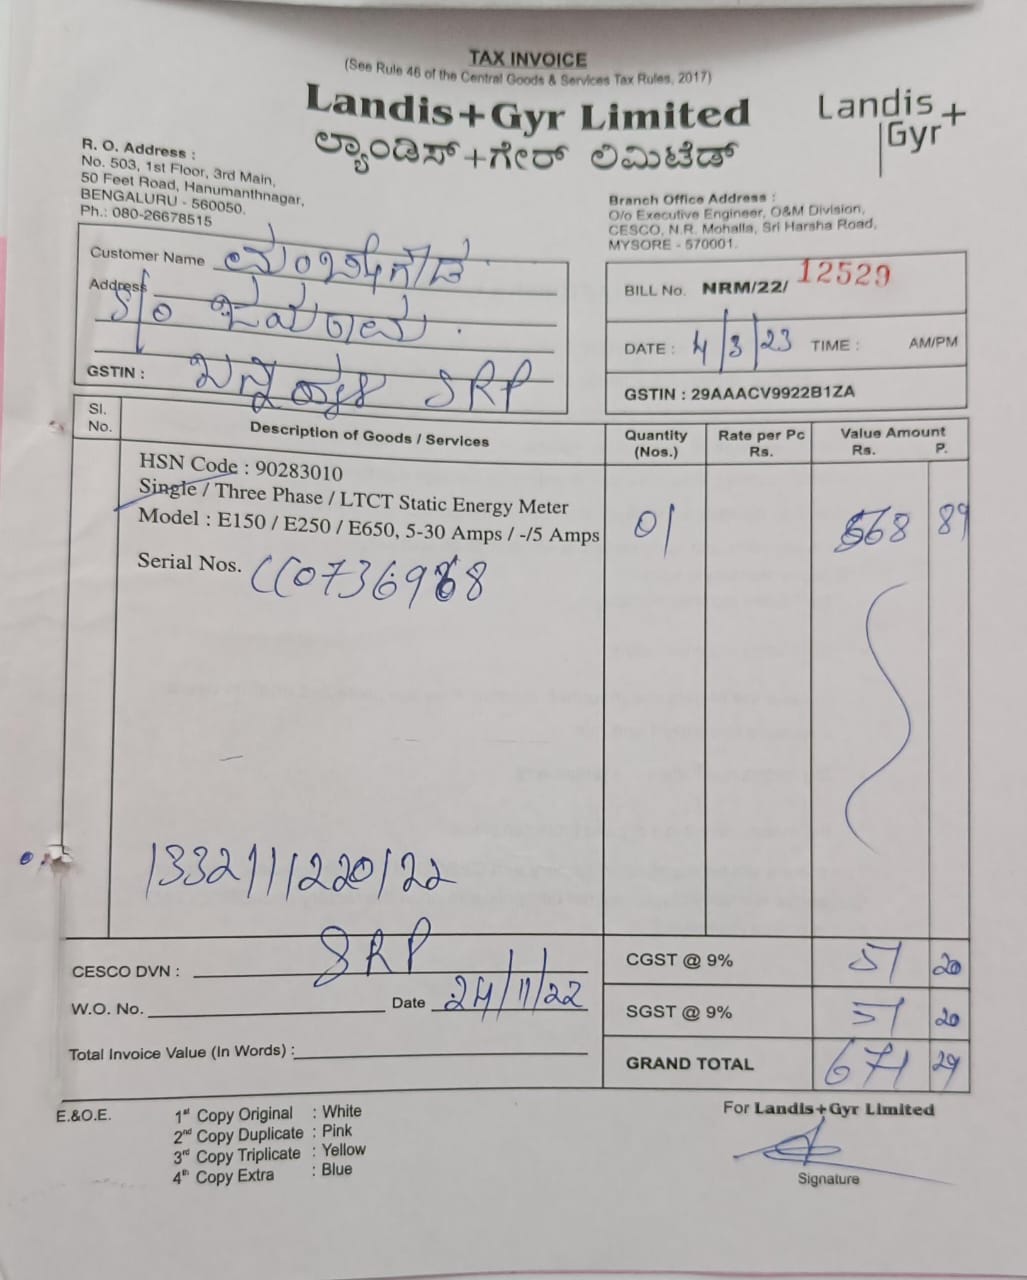 TAX INVOICE
(See Rule 46 of the Central Goods & Services Tax Rules, 2017)
Landis+Gyr Limited
ಲ್ಯಾಂಡಿಸ್+ಗೇರ್ ಲಿಮಿಟೆಡ್
Landis+
Gyr
R. O. Address :
No. 503, 1st Floor, 3rd Main,
50 Feet Road, Hanumanthnagar,
BENGALURU - 560050.
Ph.: 080-26678515
Branch Office Address :
O/o Executive Engineer, O&M Division,
CESCO, N.R. Mohalla, Sri Harsha Road,
MYSORE - 570001.
Customer Name
Address S/o
GSTIN : SRP
BILL No. NRM/22/ 12529
DATE : 4/3/23 TIME : AM/PM
GSTIN : 29AAACV9922B1ZA
Sl. No. Description of Goods / Services Quantity (Nos.) Rate per Pc Rs. Value Amount Rs. P.
HSN Code : 90283010
Single / Three Phase / LTCT Static Energy Meter
Model : E150 / E250 / E650, 5-30 Amps / -/5 Amps 01 568 89
Serial Nos.
1332111220/22
CESCO DVN : SRP
W.O. No. Date 24/11/22
Total Invoice Value (In Words) :
CGST @ 9% 51 20
SGST @ 9% 51 20
GRAND TOTAL 671 29
E.&O.E.
1st Copy Original : White
2nd Copy Duplicate : Pink
3rd Copy Triplicate : Yellow
4th Copy Extra : Blue
For Landis+Gyr Limited
Signature